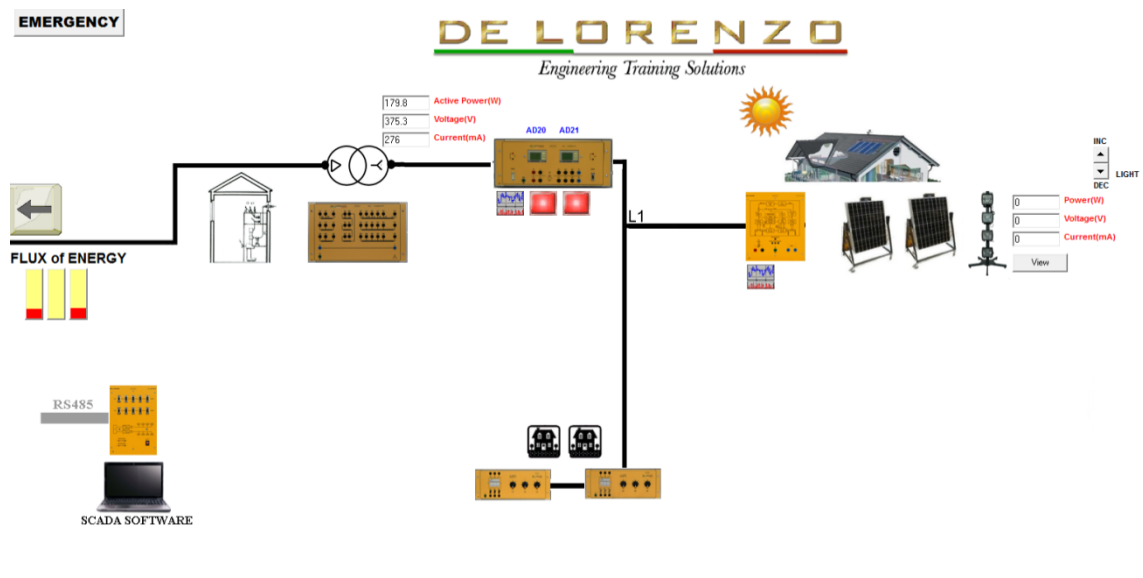 EMERGENCY
DE LORENZO
Engineering Training Solutions
179.8 Active Power(W)
375.3 Voltage(V)
276 Current(mA)
AD20 AD21
INC
LIGHT
DEC
L1
0 Power(W)
0 Voltage(V)
0 Current(mA)
View
FLUX of ENERGY
RS485
SCADA SOFTWARE